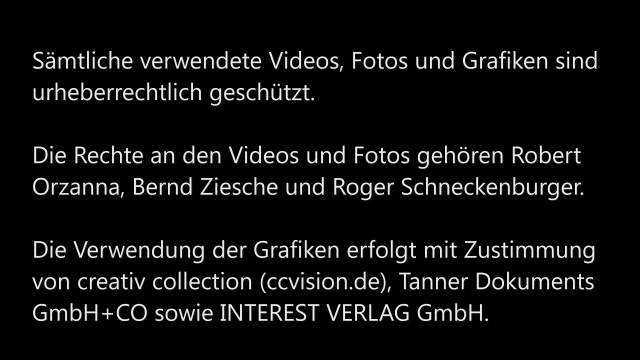 Sämtliche verwendete Videos, Fotos und Grafiken sind
urheberrechtlich geschützt.
Die Rechte an den Videos und Fotos gehören Robert
Orzanna, Bernd Ziesche und Roger Schneckenburger.
Die Verwendung der Grafiken erfolgt mit Zustimmung
von creativ collection (ccvision.de), Tanner Dokuments
GmbH+CO sowie INTEREST VERLAG GmbH.